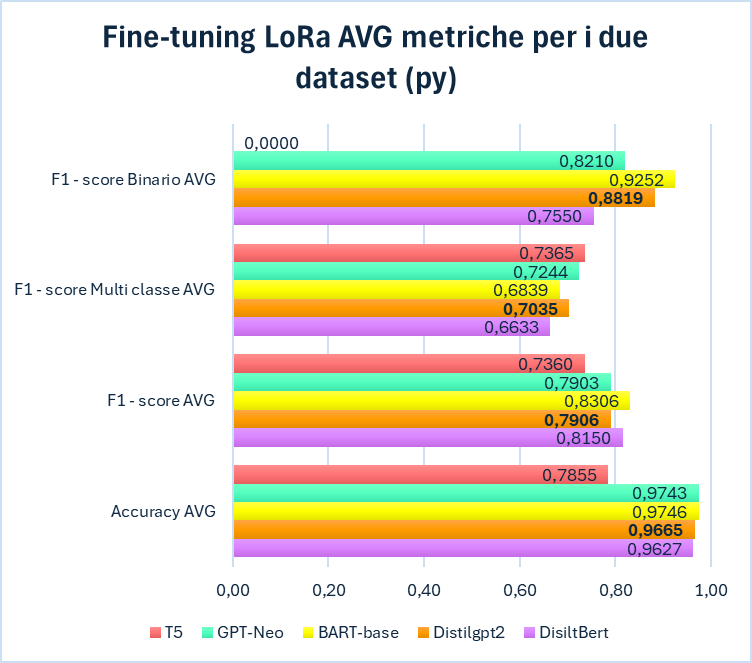 Fine-tuning LoRa AVG metriche per i due
dataset (py)
F1 - score Binario AVG
0,0000
0,8210
0,9252
0,8819
0,7550
F1 - score Multi classe AVG
0,7365
0,7244
0,6839
0,7035
0,6633
F1 - score AVG
0,7360
0,7903
0,8306
0,7906
0,8150
Accuracy AVG
0,7855
0,9743
0,9746
0,9665
0,9627
0,00 0,20 0,40 0,60 0,80 1,00
T5 GPT-Neo BART-base Distilgpt2 DisiltBert